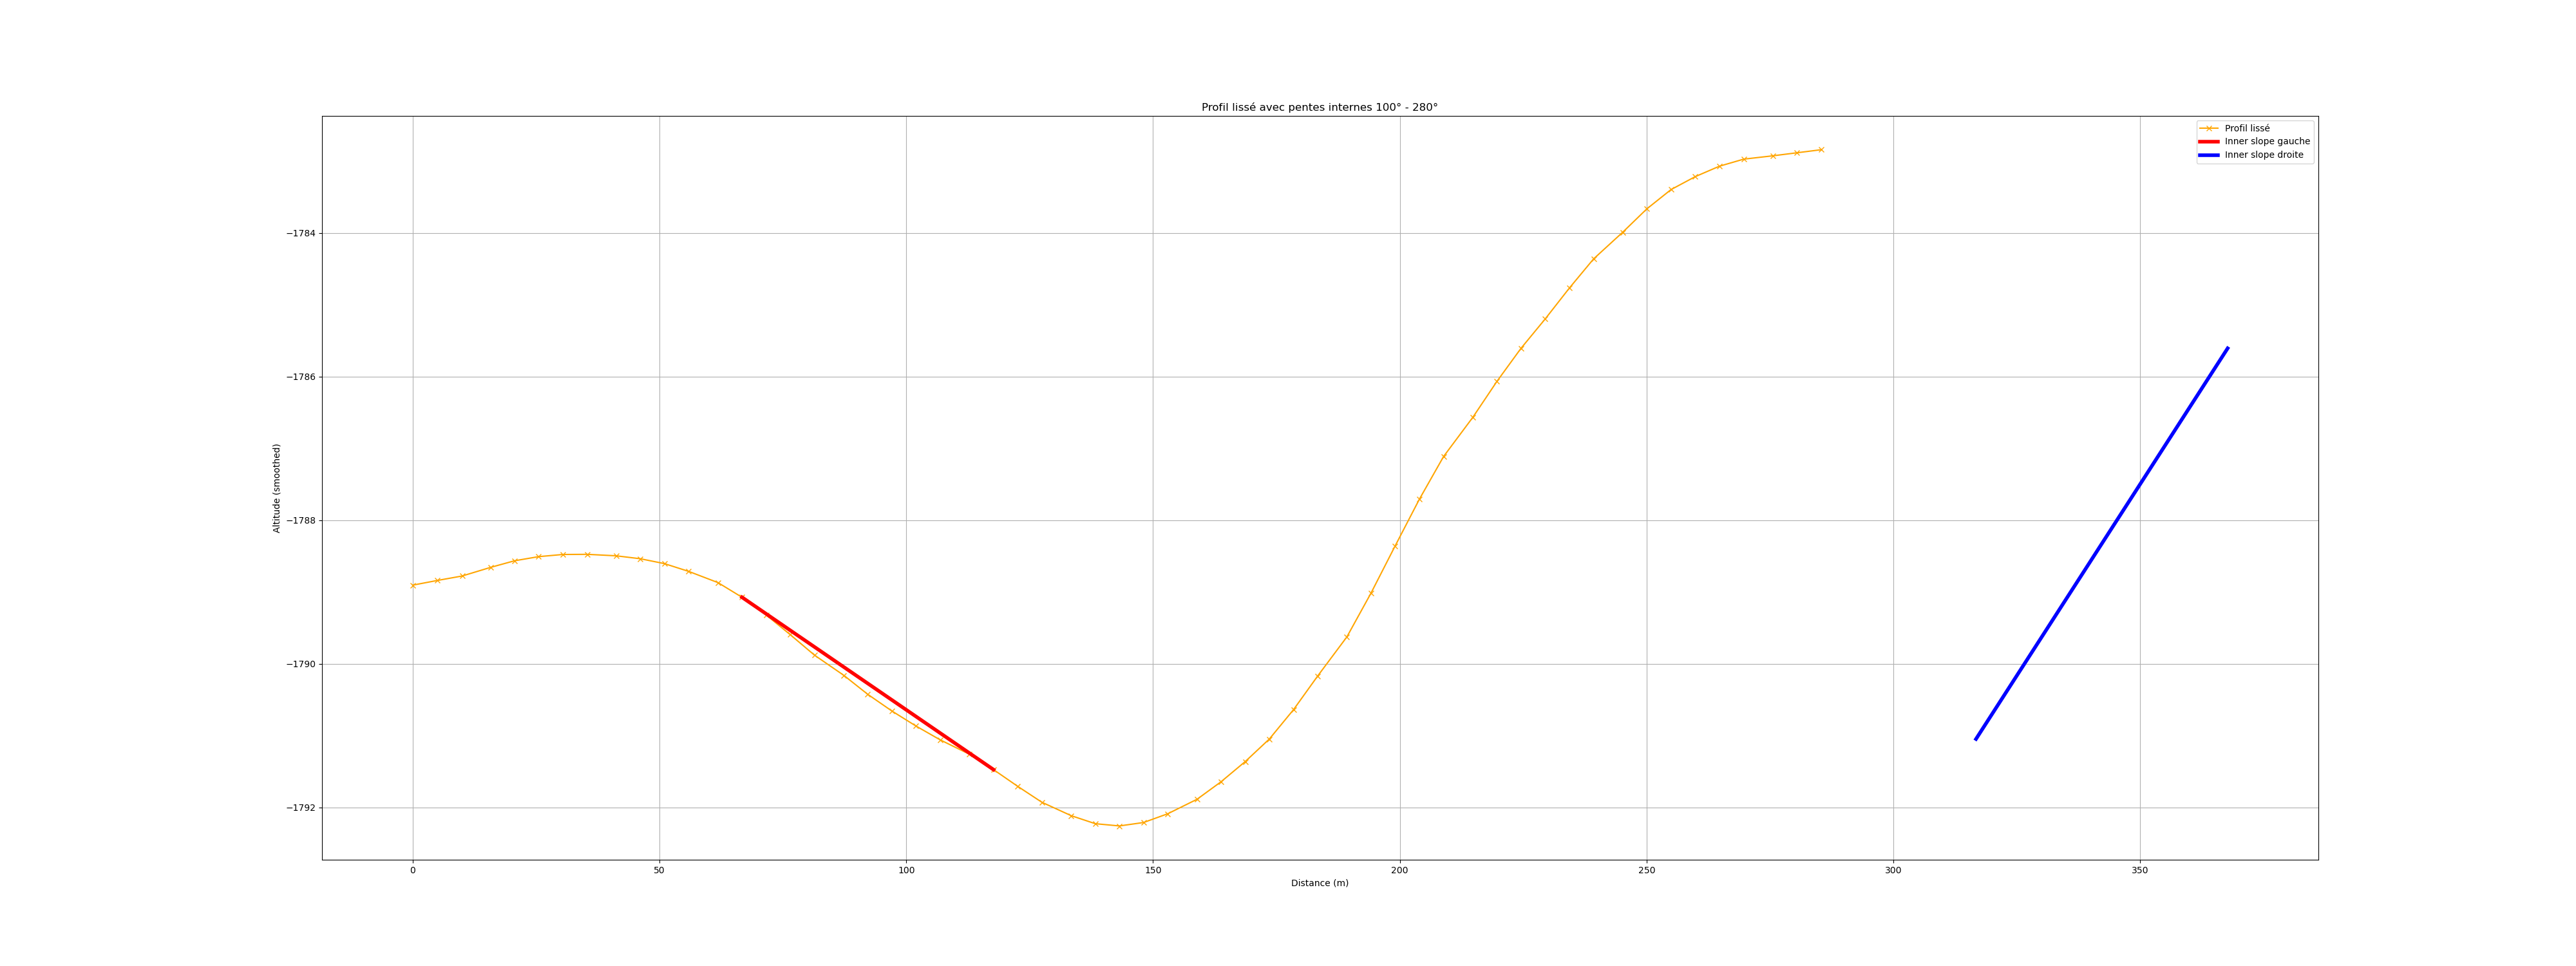 Profil lissé avec pentes internes 100° - 280°
Profil lissé
Inner slope gauche
Inner slope droite
Altitude (smoothed)
−1784
−1786
−1788
−1790
−1792
0 50 100 150 200 250 300 350
Distance (m)